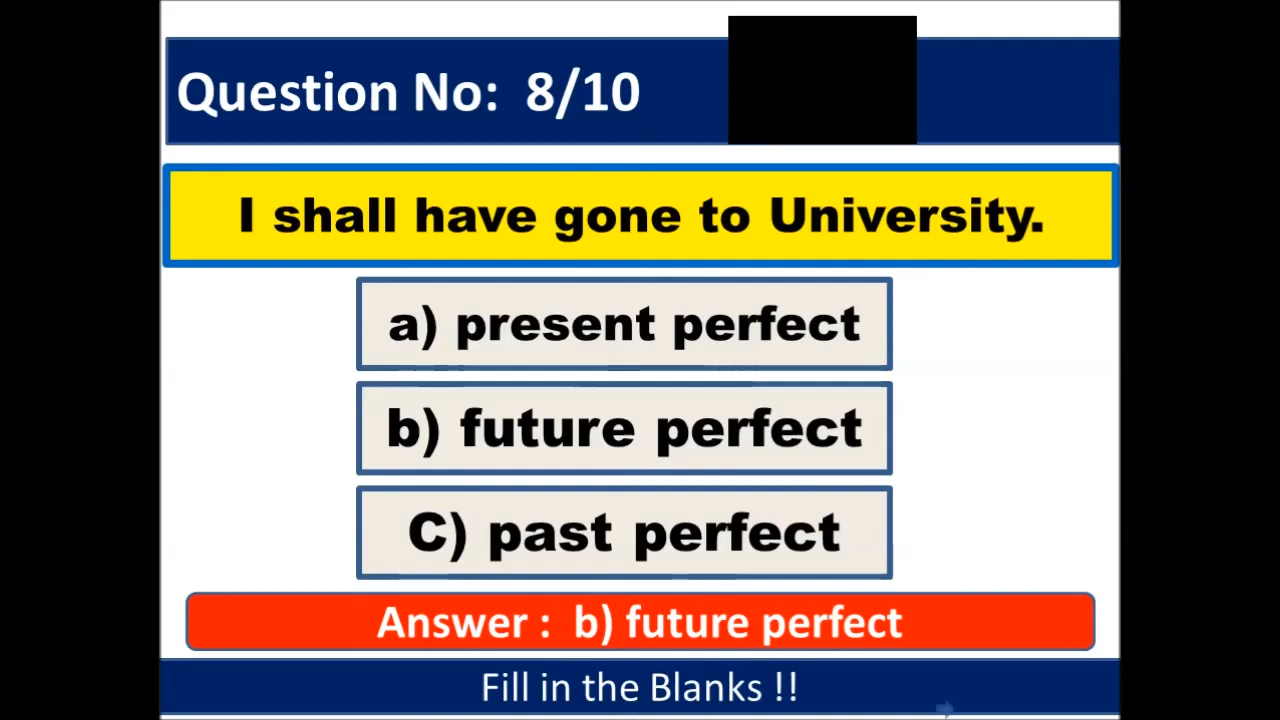 Question No:  8/10
I shall have gone to University.
a) present perfect
b) future perfect
C) past perfect
Answer :  b) future perfect
Fill in the Blanks !!